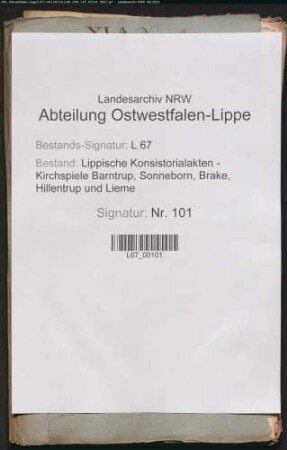 Landesarchiv NRW
Abteilung Ostwestfalen-Lippe
Bestands-Signatur: L 67
Bestand: Lippische Konsistorialakten -
Kirchspiele Barntrup, Sonneborn, Brake,
Hillentrup und Lieme
Signatur: Nr. 101
L67_00101